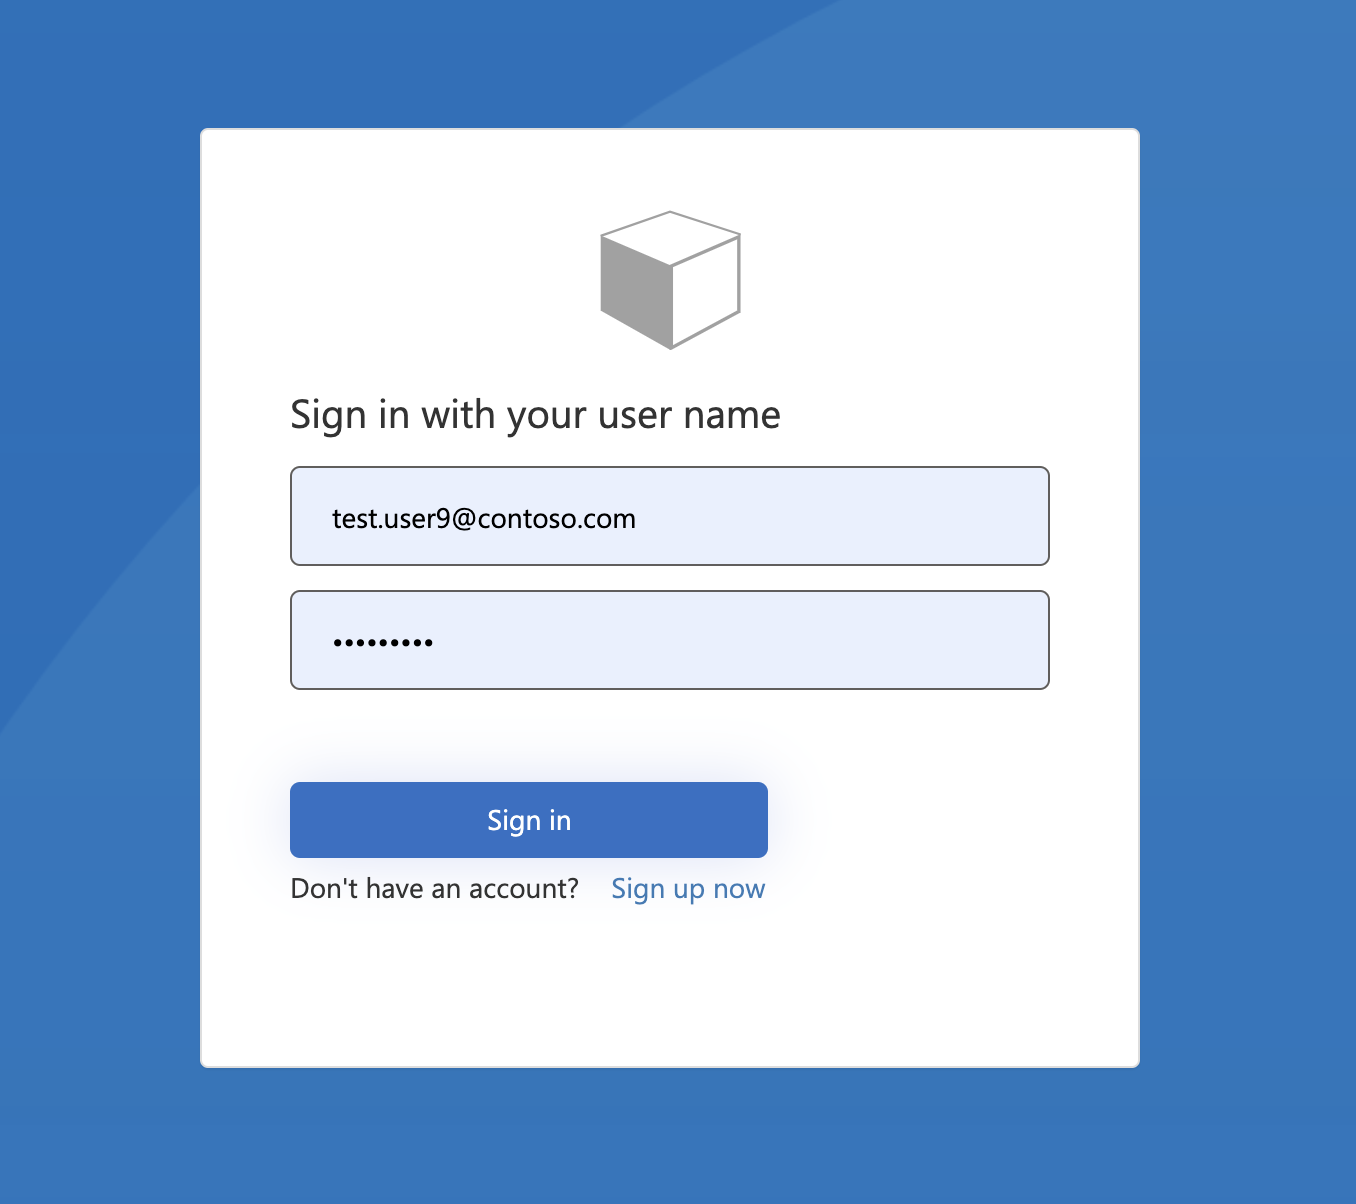 Sign in with your user name
test.user9@contoso.com
•••••••••
Sign in
Don't have an account? Sign up now